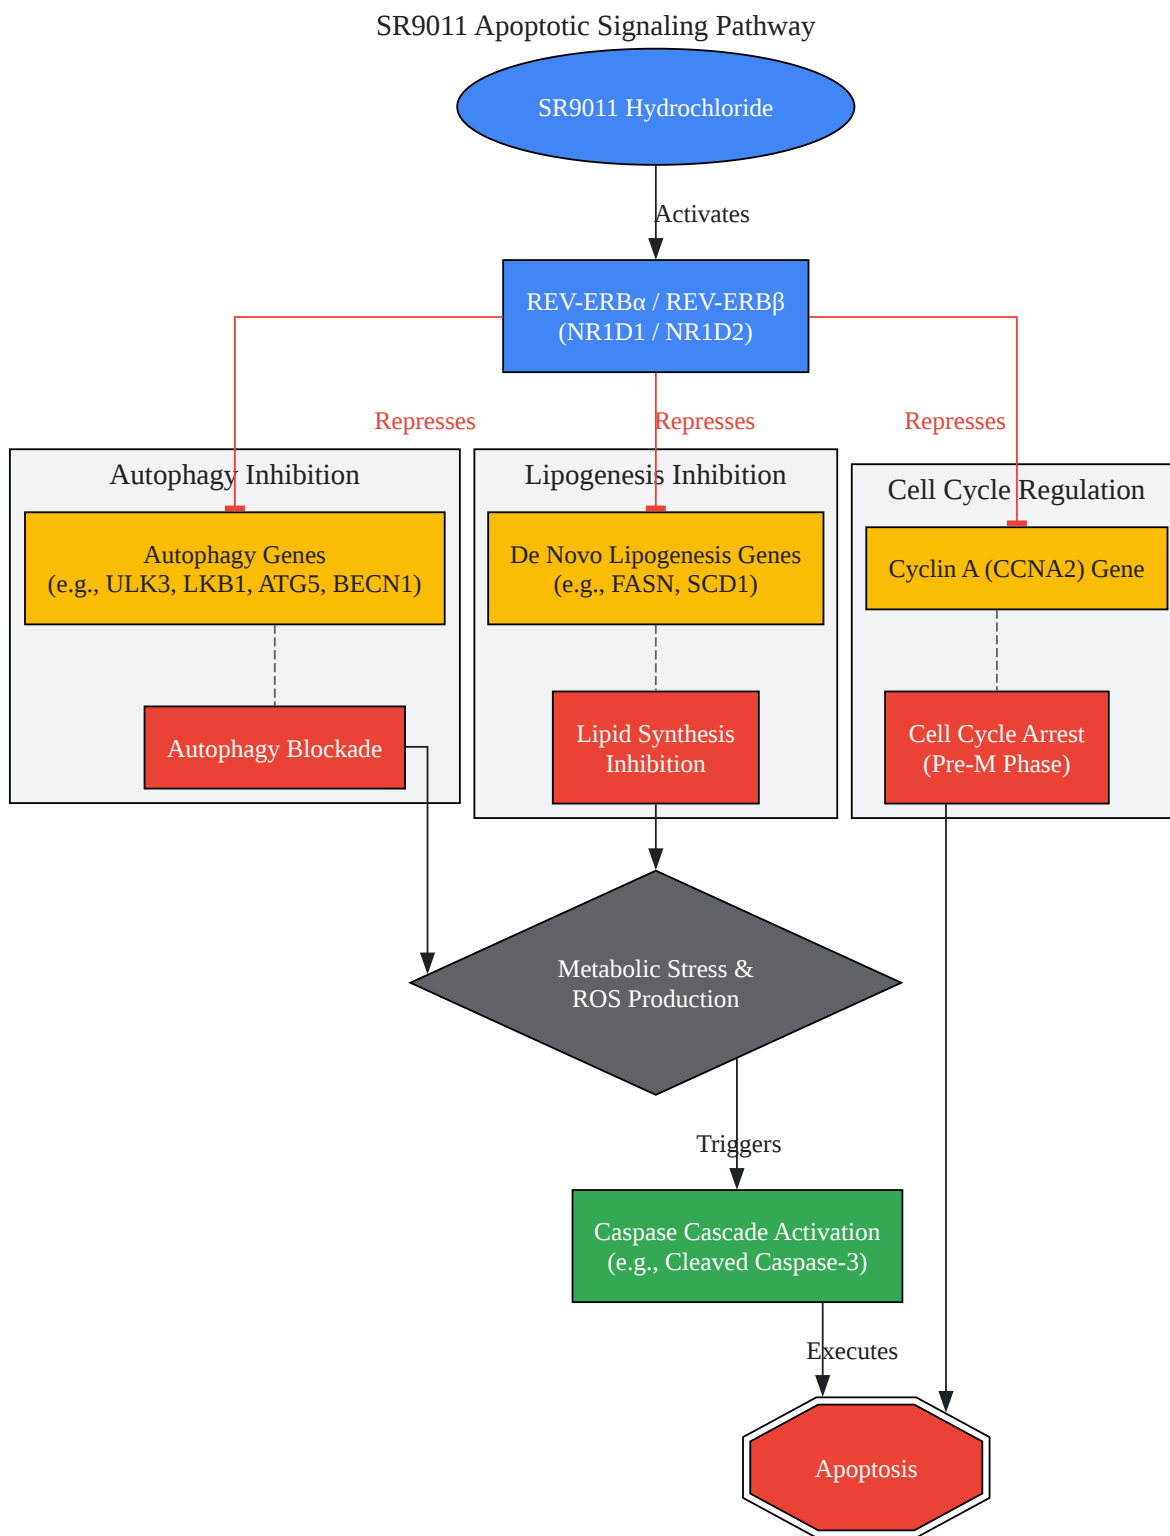 SR9011 Apoptotic Signaling Pathway
SR9011 Hydrochloride
Activates
REV-ERBα / REV-ERBβ
(NR1D1 / NR1D2)
Represses
Represses
Represses
Autophagy Inhibition
Lipogenesis Inhibition
Cell Cycle Regulation
Autophagy Genes
(e.g., ULK3, LKB1, ATG5, BECN1)
De Novo Lipogenesis Genes
(e.g., FASN, SCD1)
Cyclin A (CCNA2) Gene
Autophagy Blockade
Lipid Synthesis
Inhibition
Cell Cycle Arrest
(Pre-M Phase)
Metabolic Stress &
ROS Production
Triggers
Caspase Cascade Activation
(e.g., Cleaved Caspase-3)
Executes
Apoptosis